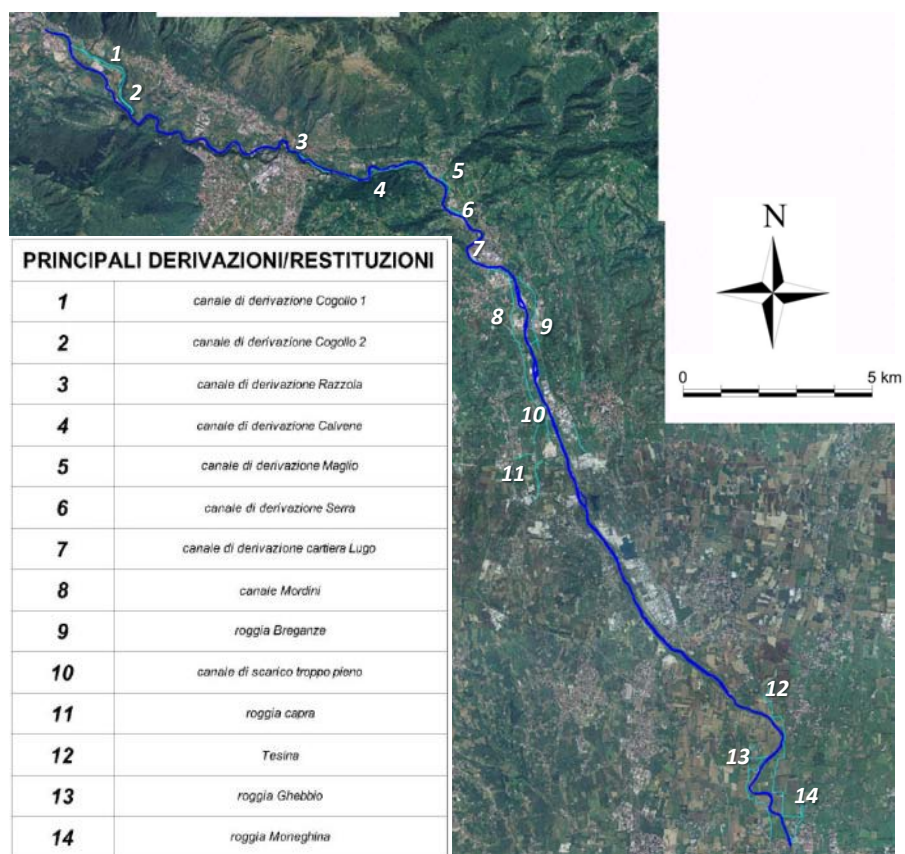 1
2
3
4
5
6
7
8
9
10
11
12
13
14
N
0 5 km
PRINCIPALI DERIVAZIONI/RESTITUZIONI
1 canale di derivazione Cogollo 1
2 canale di derivazione Cogollo 2
3 canale di derivazione Razzola
4 canale di derivazione Calvene
5 canale di derivazione Maglio
6 canale di derivazione Serra
7 canale di derivazione cartiera Lugo
8 canale Mordini
9 roggia Breganze
10 canale di scarico troppo pieno
11 roggia capra
12 Tesina
13 roggia Ghebbio
14 roggia Moneghina